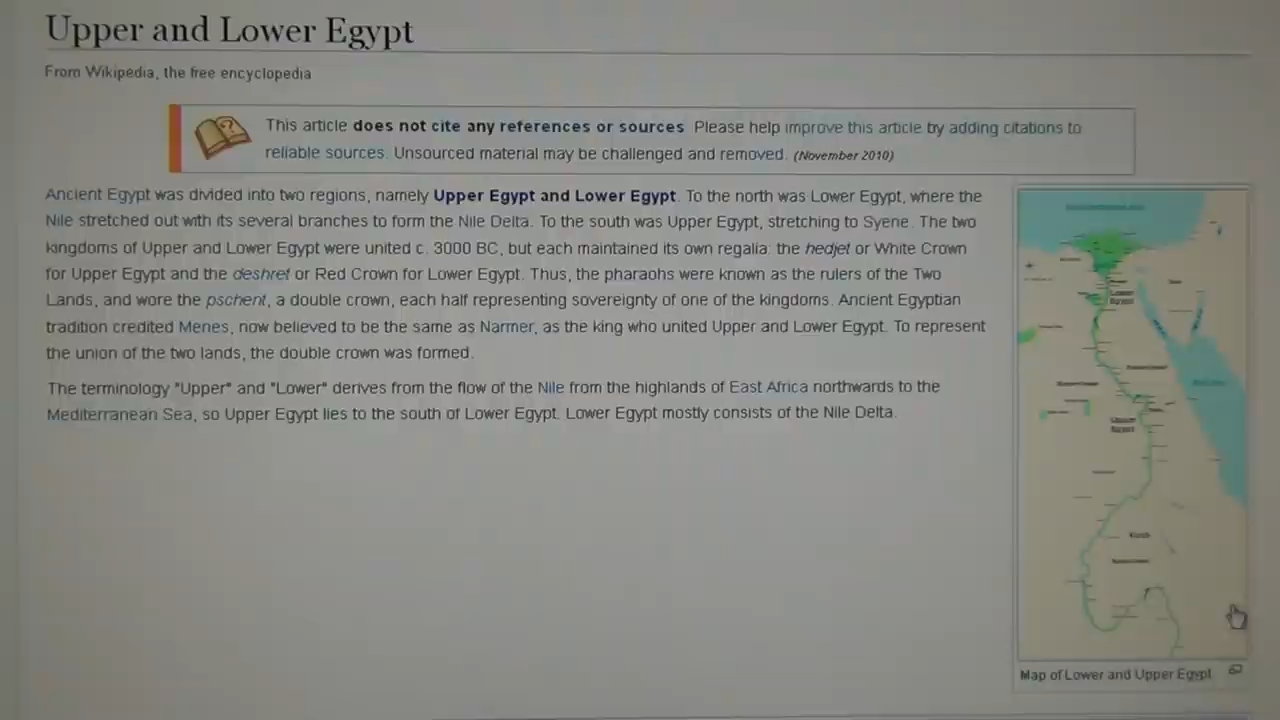 Upper and Lower Egypt
From Wikipedia, the free encyclopedia
This article does not cite any references or sources. Please help improve this article by adding citations to
reliable sources. Unsourced material may be challenged and removed. (November 2010)
Ancient Egypt was divided into two regions, namely Upper Egypt and Lower Egypt. To the north was Lower Egypt, where the
Nile stretched out with its several branches to form the Nile Delta. To the south was Upper Egypt, stretching to Syene. The two
kingdoms of Upper and Lower Egypt were united c. 3000 BC, but each maintained its own regalia: the hedjet or White Crown
for Upper Egypt and the deshret or Red Crown for Lower Egypt. Thus, the pharaohs were known as the rulers of the Two
Lands, and wore the pschent, a double crown, each half representing sovereignty of one of the kingdoms. Ancient Egyptian
tradition credited Menes, now believed to be the same as Narmer, as the king who united Upper and Lower Egypt. To represent
the union of the two lands, the double crown was formed.
The terminology "Upper" and "Lower" derives from the flow of the Nile from the highlands of East Africa northwards to the
Mediterranean Sea, so Upper Egypt lies to the south of Lower Egypt. Lower Egypt mostly consists of the Nile Delta.
Lower
Egypt
Upper
Egypt
Map of Lower and Upper Egypt